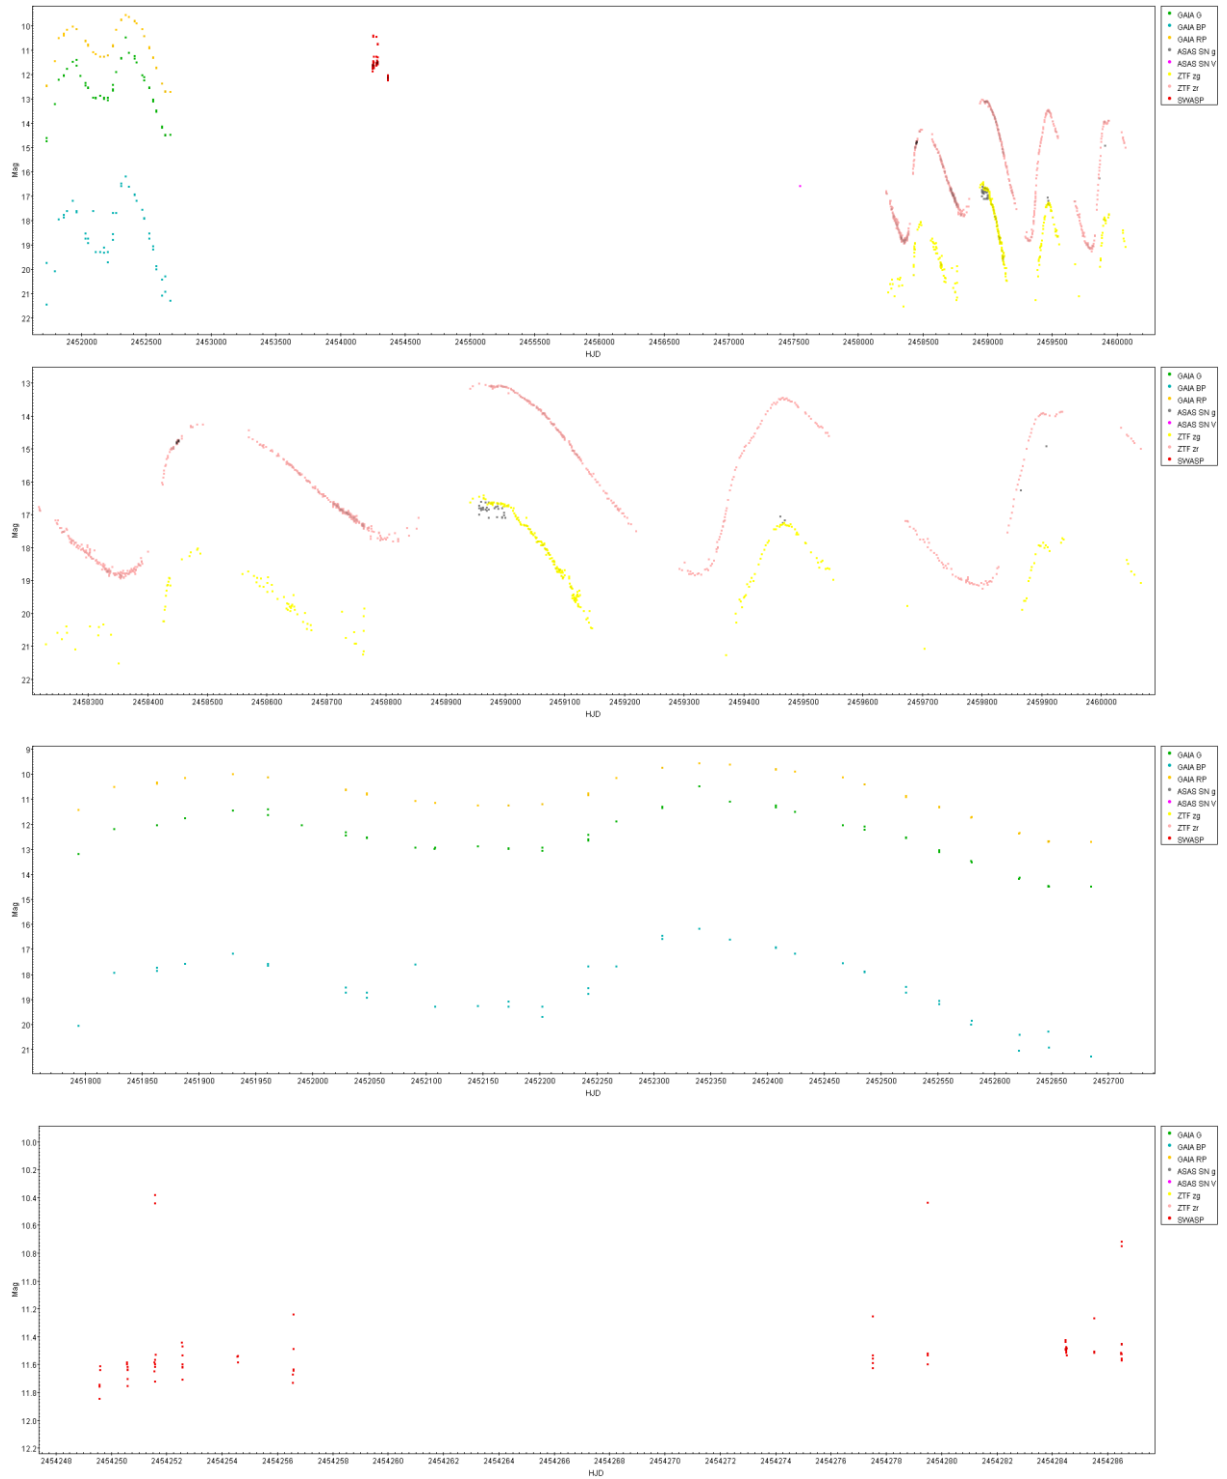 10
11
12
13
14
15
16
17
18
19
20
21
22
Mag
2452000 2452500 2453000 2453500 2454000 2454500 2455000 2455500 2456000 2456500 2457000 2457500 2458000 2458500 2459000 2459500 2460000
HJD
GAIA G
GAIA BP
GAIA RP
ASAS SN g
ASAS SN V
ZTF zg
ZTF zr
SWASP
13
14
15
16
17
18
19
20
21
22
Mag
2458300 2458400 2458500 2458600 2458700 2458800 2458900 2459000 2459100 2459200 2459300 2459400 2459500 2459600 2459700 2459800 2459900 2460000
HJD
GAIA G
GAIA BP
GAIA RP
ASAS SN g
ASAS SN V
ZTF zg
ZTF zr
SWASP
9
10
11
12
13
14
15
16
17
18
19
20
21
Mag
2451800 2451850 2451900 2451950 2452000 2452050 2452100 2452150 2452200 2452250 2452300 2452350 2452400 2452450 2452500 2452550 2452600 2452650 2452700
HJD
GAIA G
GAIA BP
GAIA RP
ASAS SN g
ASAS SN V
ZTF zg
ZTF zr
SWASP
10.0
10.2
10.4
10.6
10.8
11.0
11.2
11.4
11.6
11.8
12.0
12.2
Mag
2454248 2454250 2454252 2454254 2454256 2454258 2454260 2454262 2454264 2454266 2454268 2454270 2454272 2454274 2454276 2454278 2454280 2454282 2454284 2454286
HJD
GAIA G
GAIA BP
GAIA RP
ASAS SN g
ASAS SN V
ZTF zg
ZTF zr
SWASP